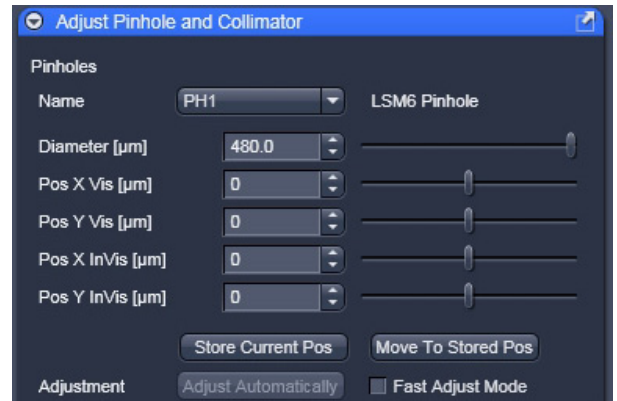 Adjust Pinhole and Collimator
Pinholes
Name PH1 LSM6 Pinhole
Diameter [µm] 480.0
Pos X Vis [µm] 0
Pos Y Vis [µm] 0
Pos X InVis [µm] 0
Pos Y InVis [µm] 0
Store Current Pos Move To Stored Pos
Adjustment Adjust Automatically Fast Adjust Mode